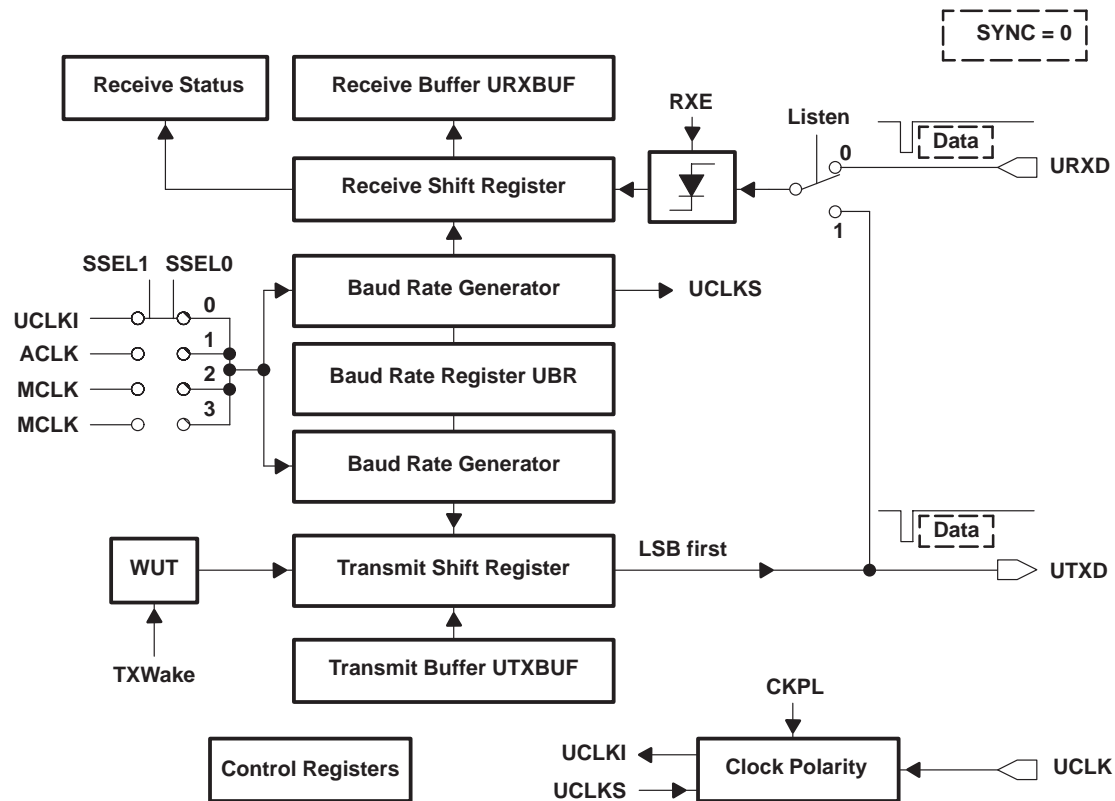 SYNC = 0
Receive Status
Receive Buffer URXBUF
RXE
Listen
Data
0
URXD
Receive Shift Register
1
SSEL1
SSEL0
Baud Rate Generator
UCLKS
UCLKI
0
ACLK
1
MCLK
2
MCLK
3
Baud Rate Register UBR
Baud Rate Generator
Data
LSB first
WUT
Transmit Shift Register
UTXD
TXWake
Transmit Buffer UTXBUF
CKPL
Control Registers
UCLKI
UCLKS
Clock Polarity
UCLK